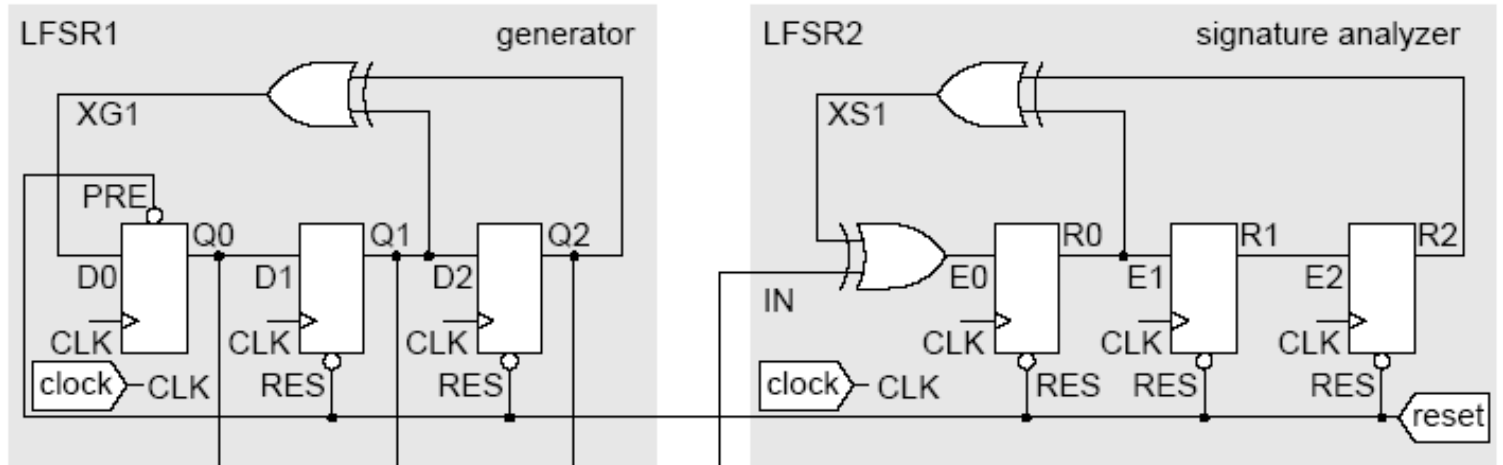 LFSR1 generator LFSR2 signature analyzer
XG1 XS1
PRE
Q0 Q1 Q2 R0 R1 R2
D0 D1 D2 E0 E1 E2
IN
CLK CLK CLK CLK CLK CLK
clock CLK RES RES clock CLK RES RES RES
reset